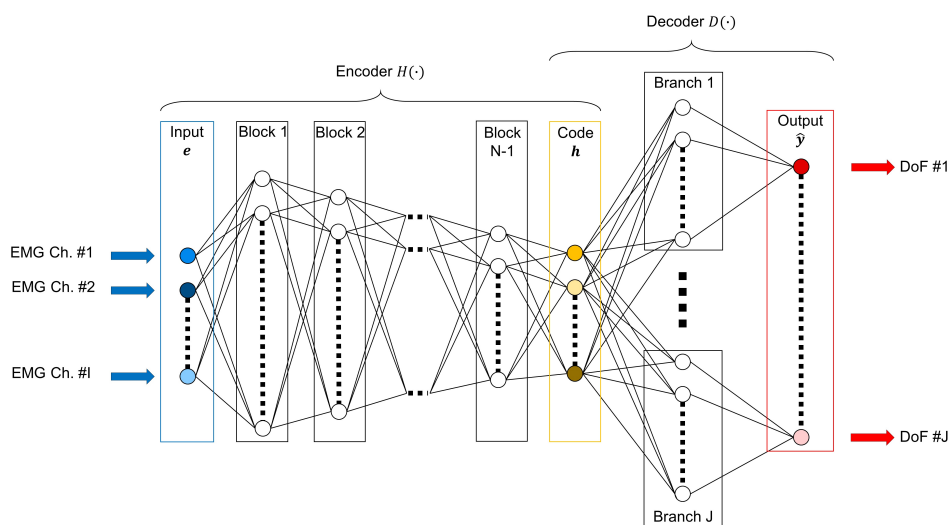 Decoder D(·)
Encoder H(·)
Input
e
Block 1
Block 2
Block
N-1
Code
h
Branch 1
Output
ŷ
EMG Ch. #1
EMG Ch. #2
EMG Ch. #I
DoF #1
DoF #J
Branch J